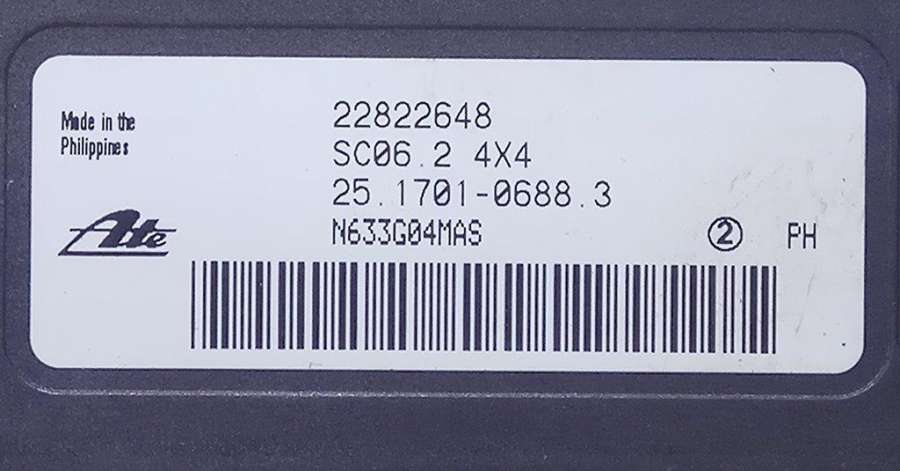 Made in the
Philippines
Ate
22822648
SC06.2 4X4
25.1701-0688.3
N633G04MAS
② PH